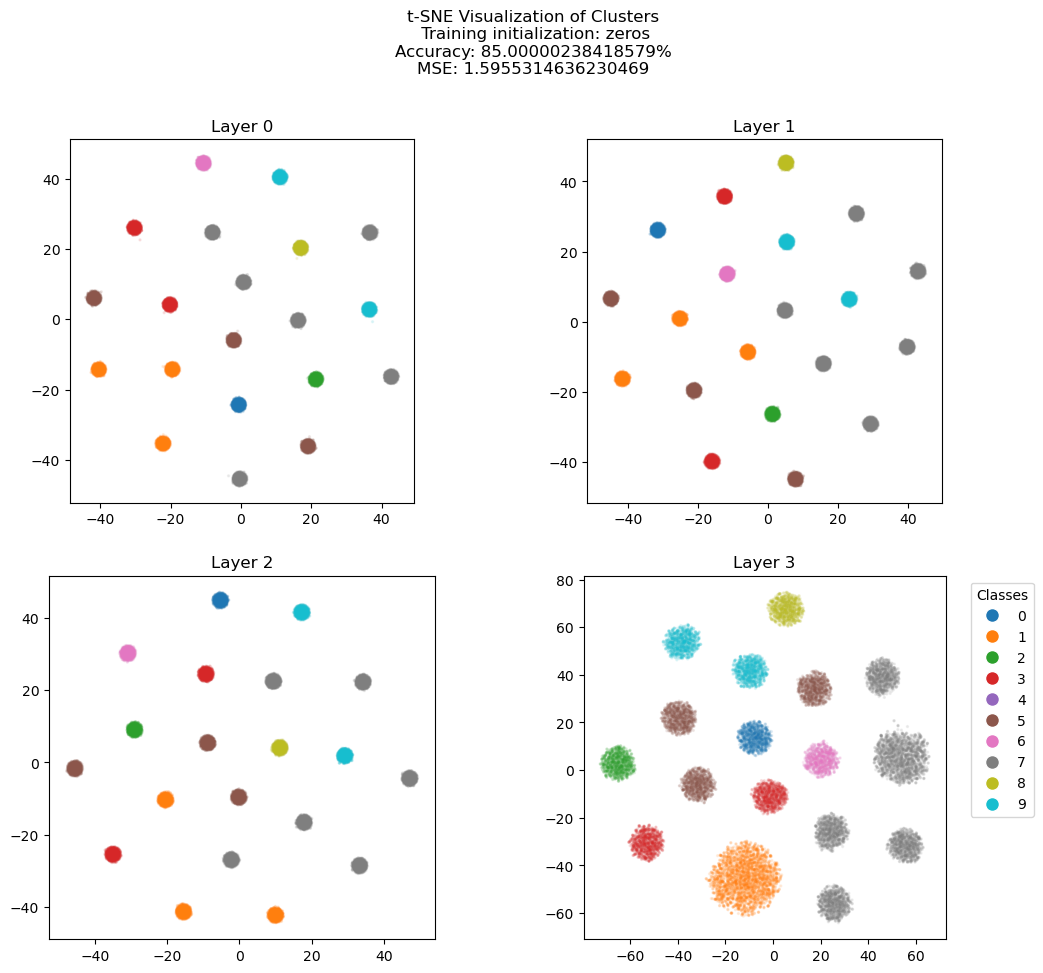 t-SNE Visualization of Clusters
Training initialization: zeros
Accuracy: 85.00000238418579%
MSE: 1.5955314636230469
Layer 0
40
20
0
−20
−40
−40 −20 0 20 40
Layer 1
40
20
0
−20
−40
−40 −20 0 20 40
Layer 2
40
20
0
−20
−40
−40 −20 0 20 40
Layer 3
80
60
40
20
0
−20
−40
−60
−60 −40 −20 0 20 40 60
Classes
0
1
2
3
4
5
6
7
8
9